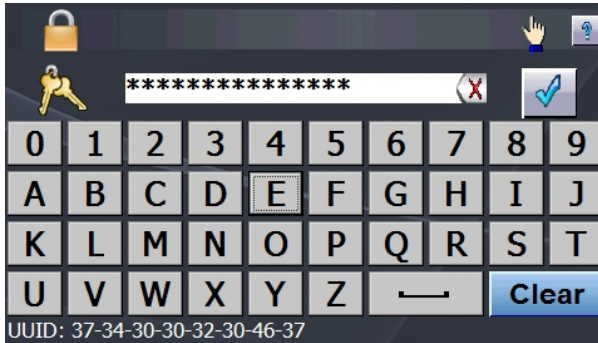 ***************
0 1 2 3 4 5 6 7 8 9
A B C D E F G H I J
K L M N O P Q R S T
U V W X Y Z Clear
UUID: 37-34-30-30-32-30-46-37